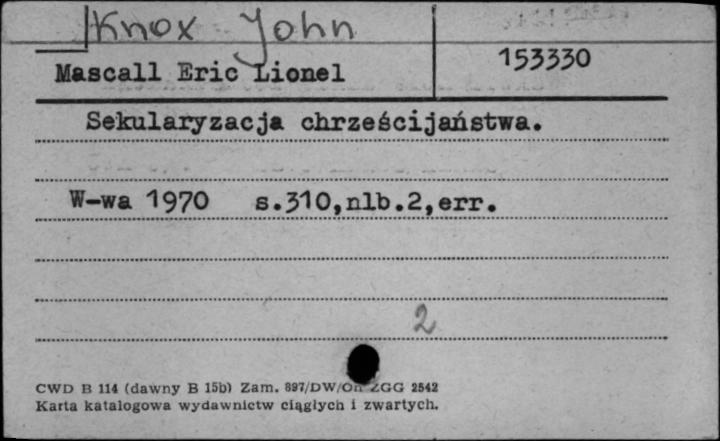 Knox John
153330
Mascall Eric Lionel
Sekularyzacja chrześcijaństwa.
W-wa 1970 s.310,nlb.2,err.
2
CWD B 114 (dawny B 15b) Zam. 897/DW/On ZGG 2542
Karta katalogowa wydawnictw ciągłych i zwartych.